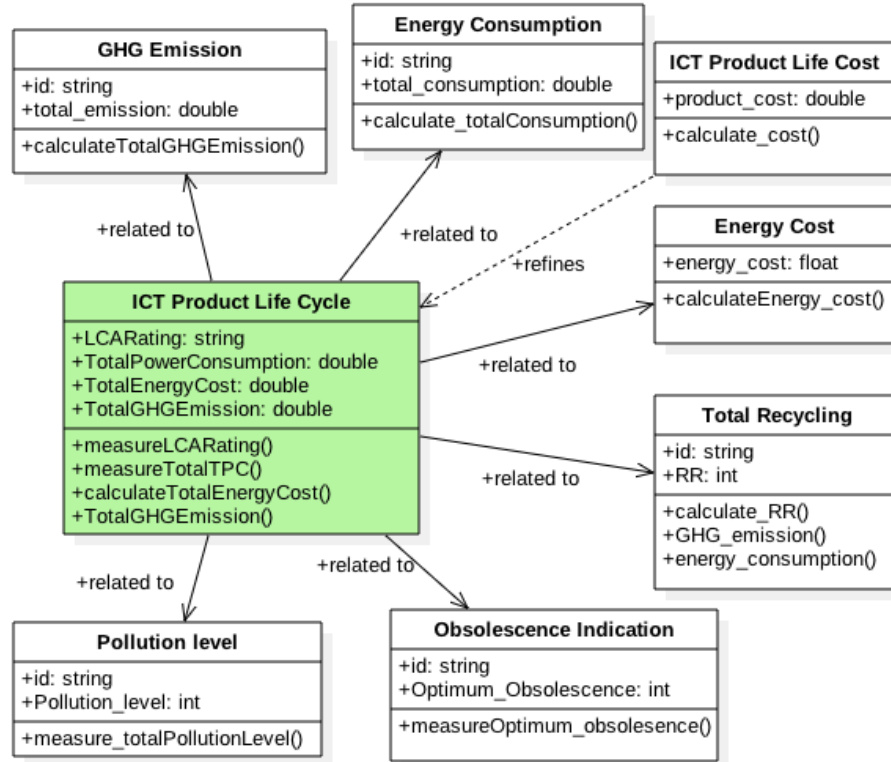 GHG Emission
+id: string
+total_emission: double
+calculateTotalGHGEmission()
Energy Consumption
+id: string
+total_consumption: double
+calculate_totalConsumption()
ICT Product Life Cost
+product_cost: double
+calculate_cost()
+related to
+related to
+refines
Energy Cost
+energy_cost: float
+calculateEnergy_cost()
ICT Product Life Cycle
+LCARating: string
+TotalPowerConsumption: double
+TotalEnergyCost: double
+TotalGHGEmission: double
+measureLCARating()
+measureTotalTPC()
+calculateTotalEnergyCost()
+TotalGHGEmission()
+related to
+related to
Total Recycling
+id: string
+RR: int
+calculate_RR()
+GHG_emission()
+energy_consumption()
+related to
+related to
Pollution level
+id: string
+Pollution_level: int
+measure_totalPollutionLevel()
Obsolescence Indication
+id: string
+Optimum_Obsolescence: int
+measureOptimum_obsolesence()